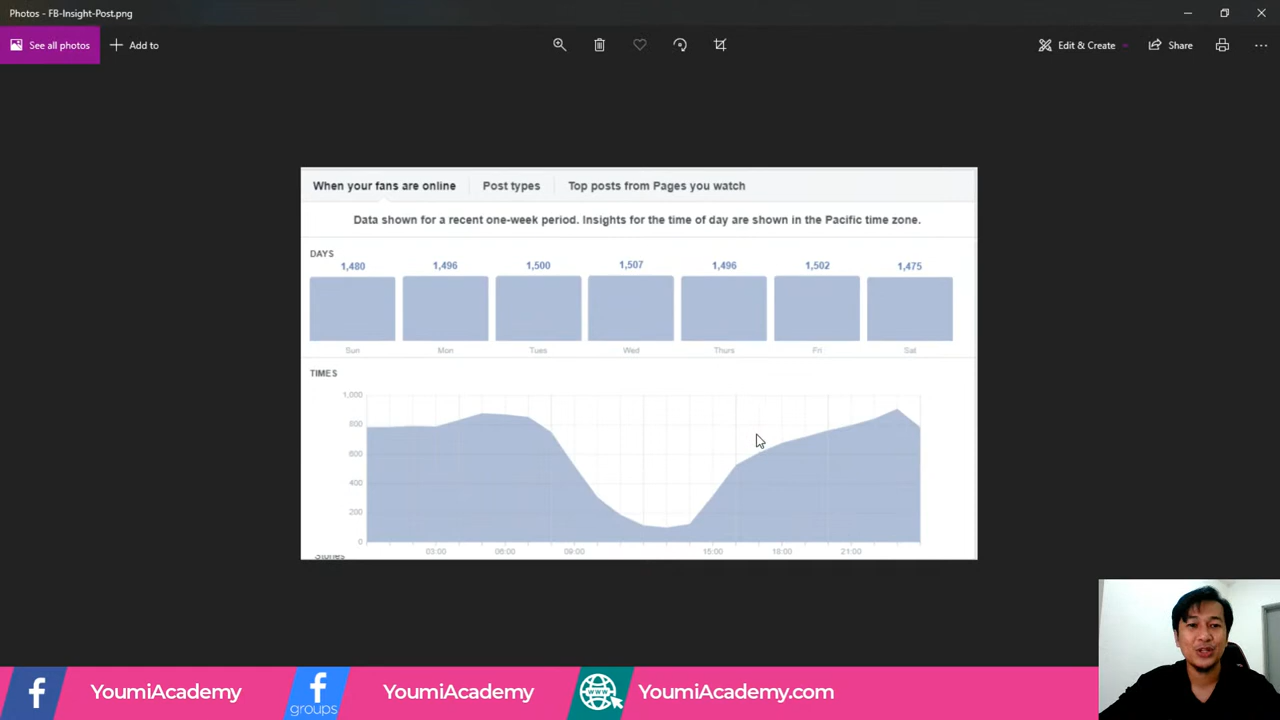 Photos - FB-Insight-Post.png
See all photos
Add to
Edit & Create
Share
When your fans are online
Post types
Top posts from Pages you watch
Data shown for a recent one-week period. Insights for the time of day are shown in the Pacific time zone.
DAYS
1,480 1,496 1,500 1,507 1,496 1,502 1,475
Sun Mon Tues Wed Thurs Fri Sat
TIMES
1,000
800
600
400
200
0
03:00 06:00 09:00 15:00 18:00 21:00
Stories
f YoumiAcademy
f groups YoumiAcademy
WWW YoumiAcademy.com